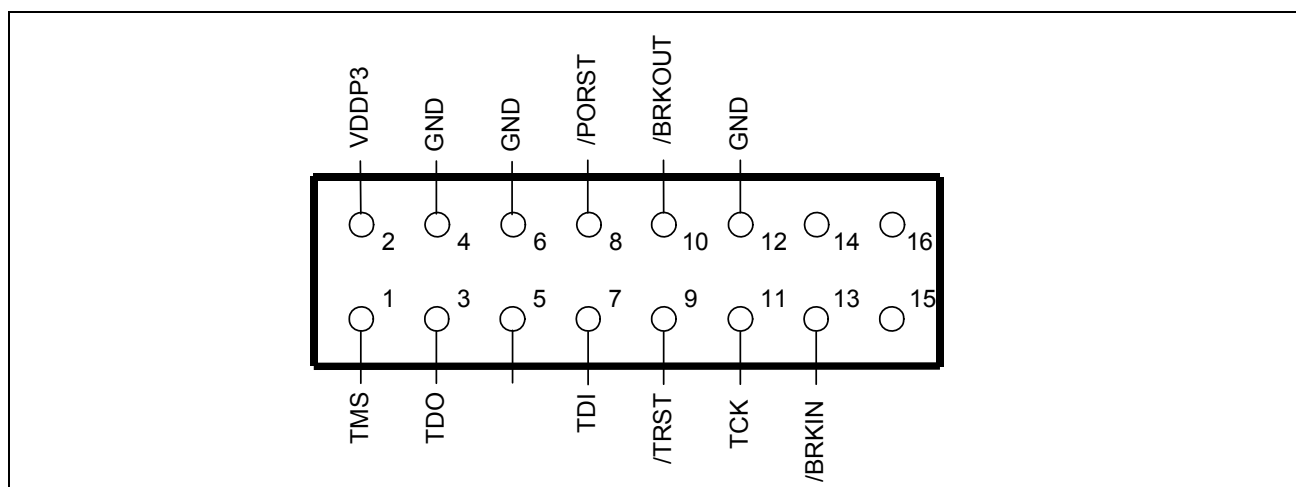 VDDP3
GND
GND
/PORST
/BRKOUT
GND
2 4 6 8 10 12 14 16
1 3 5 7 9 11 13 15
TMS
TDO
TDI
/TRST
TCK
/BRKIN